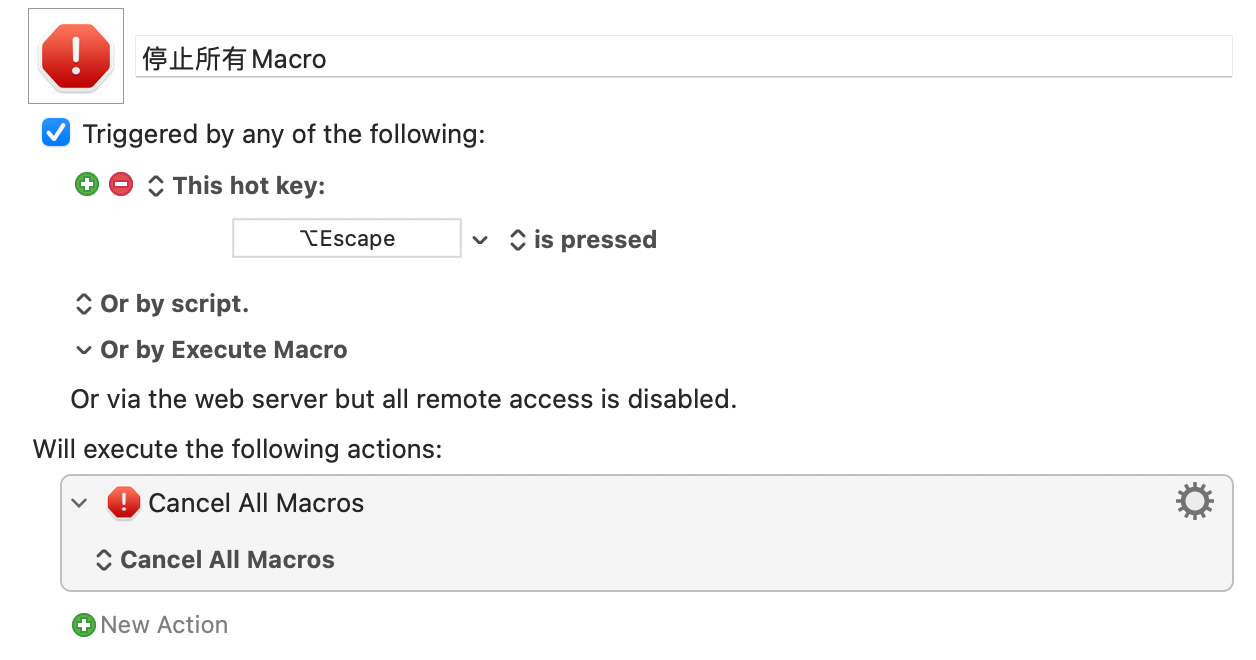 停止所有Macro
Triggered by any of the following:
This hot key:
⌥Escape
is pressed
Or by script.
Or by Execute Macro
Or via the web server but all remote access is disabled.
Will execute the following actions:
Cancel All Macros
Cancel All Macros
New Action